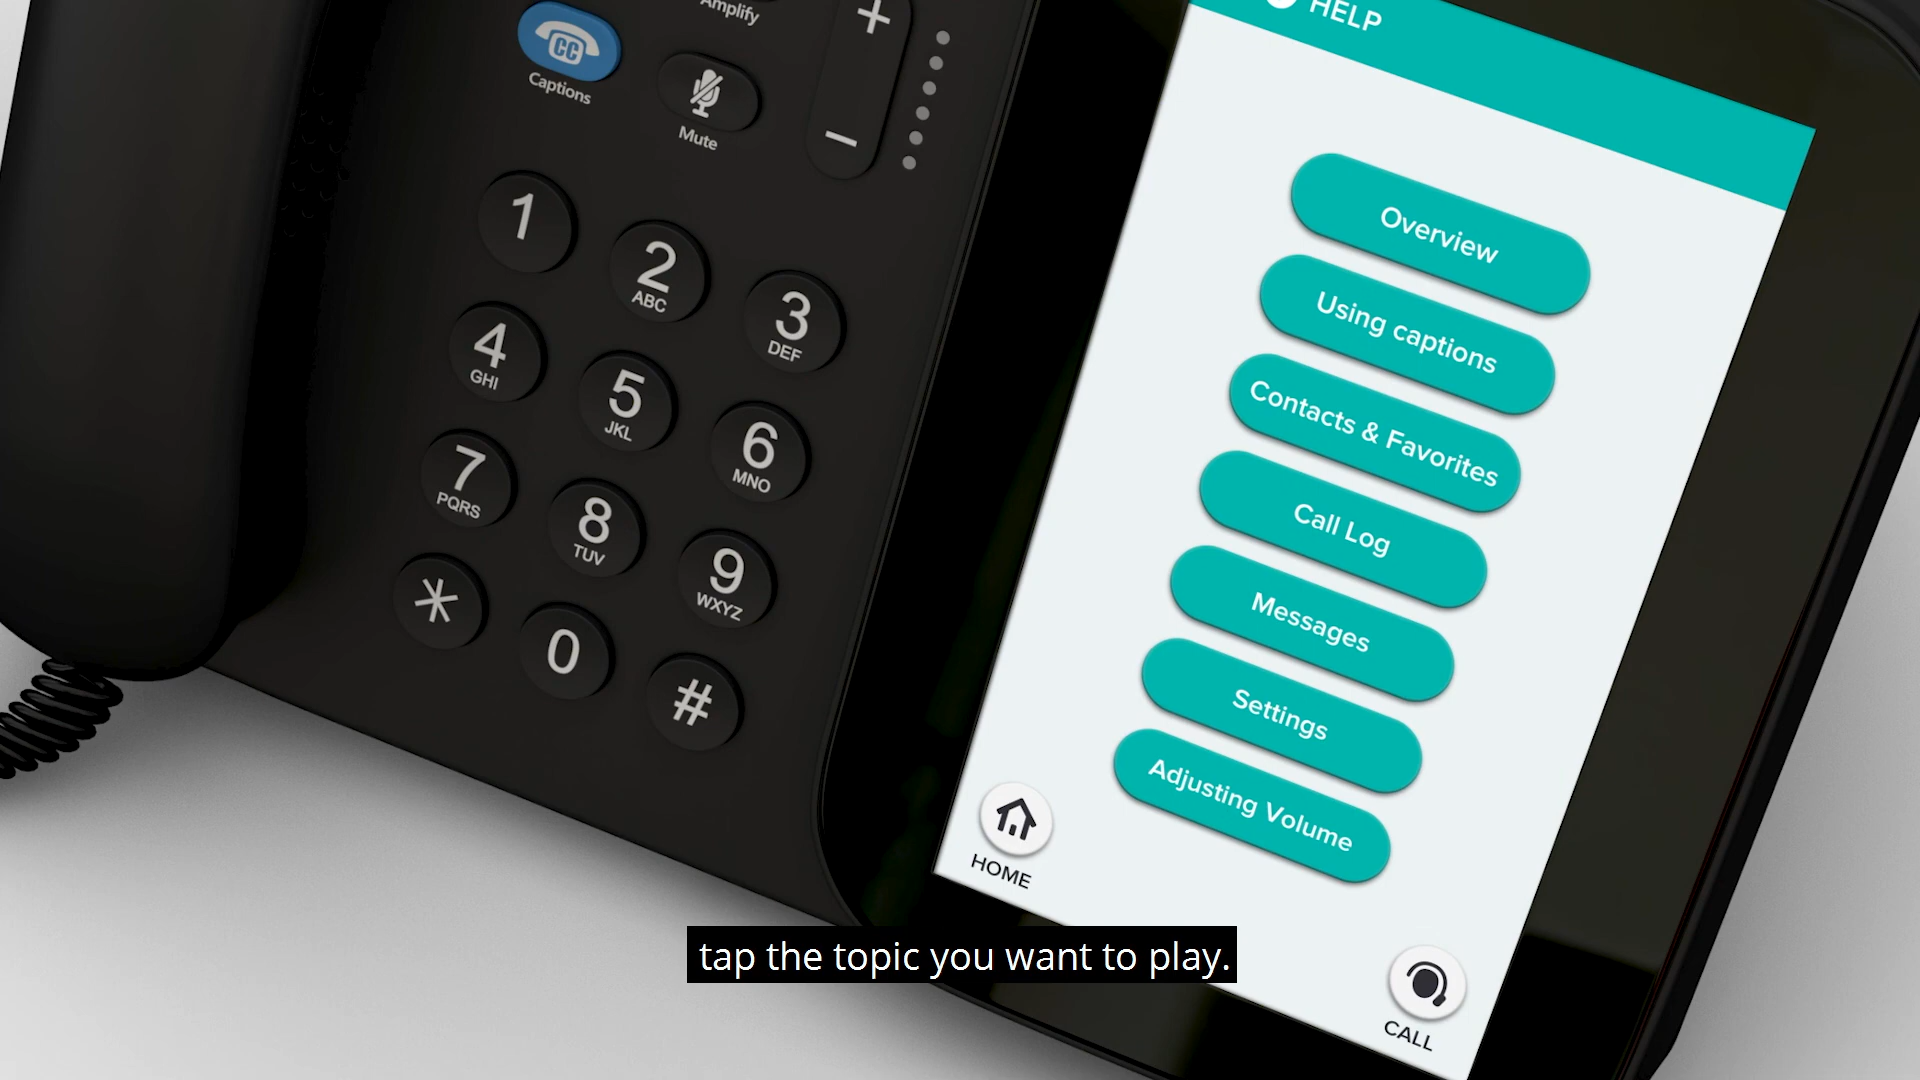 Amplify
+
CC
Captions
Mute
−
1
2
ABC
3
DEF
4
GHI
5
JKL
6
MNO
7
PQRS
8
TUV
9
WXYZ
*
0
#
HELP
Overview
Using captions
Contacts & Favorites
Call Log
Messages
Settings
Adjusting Volume
HOME
CALL
tap the topic you want to play.